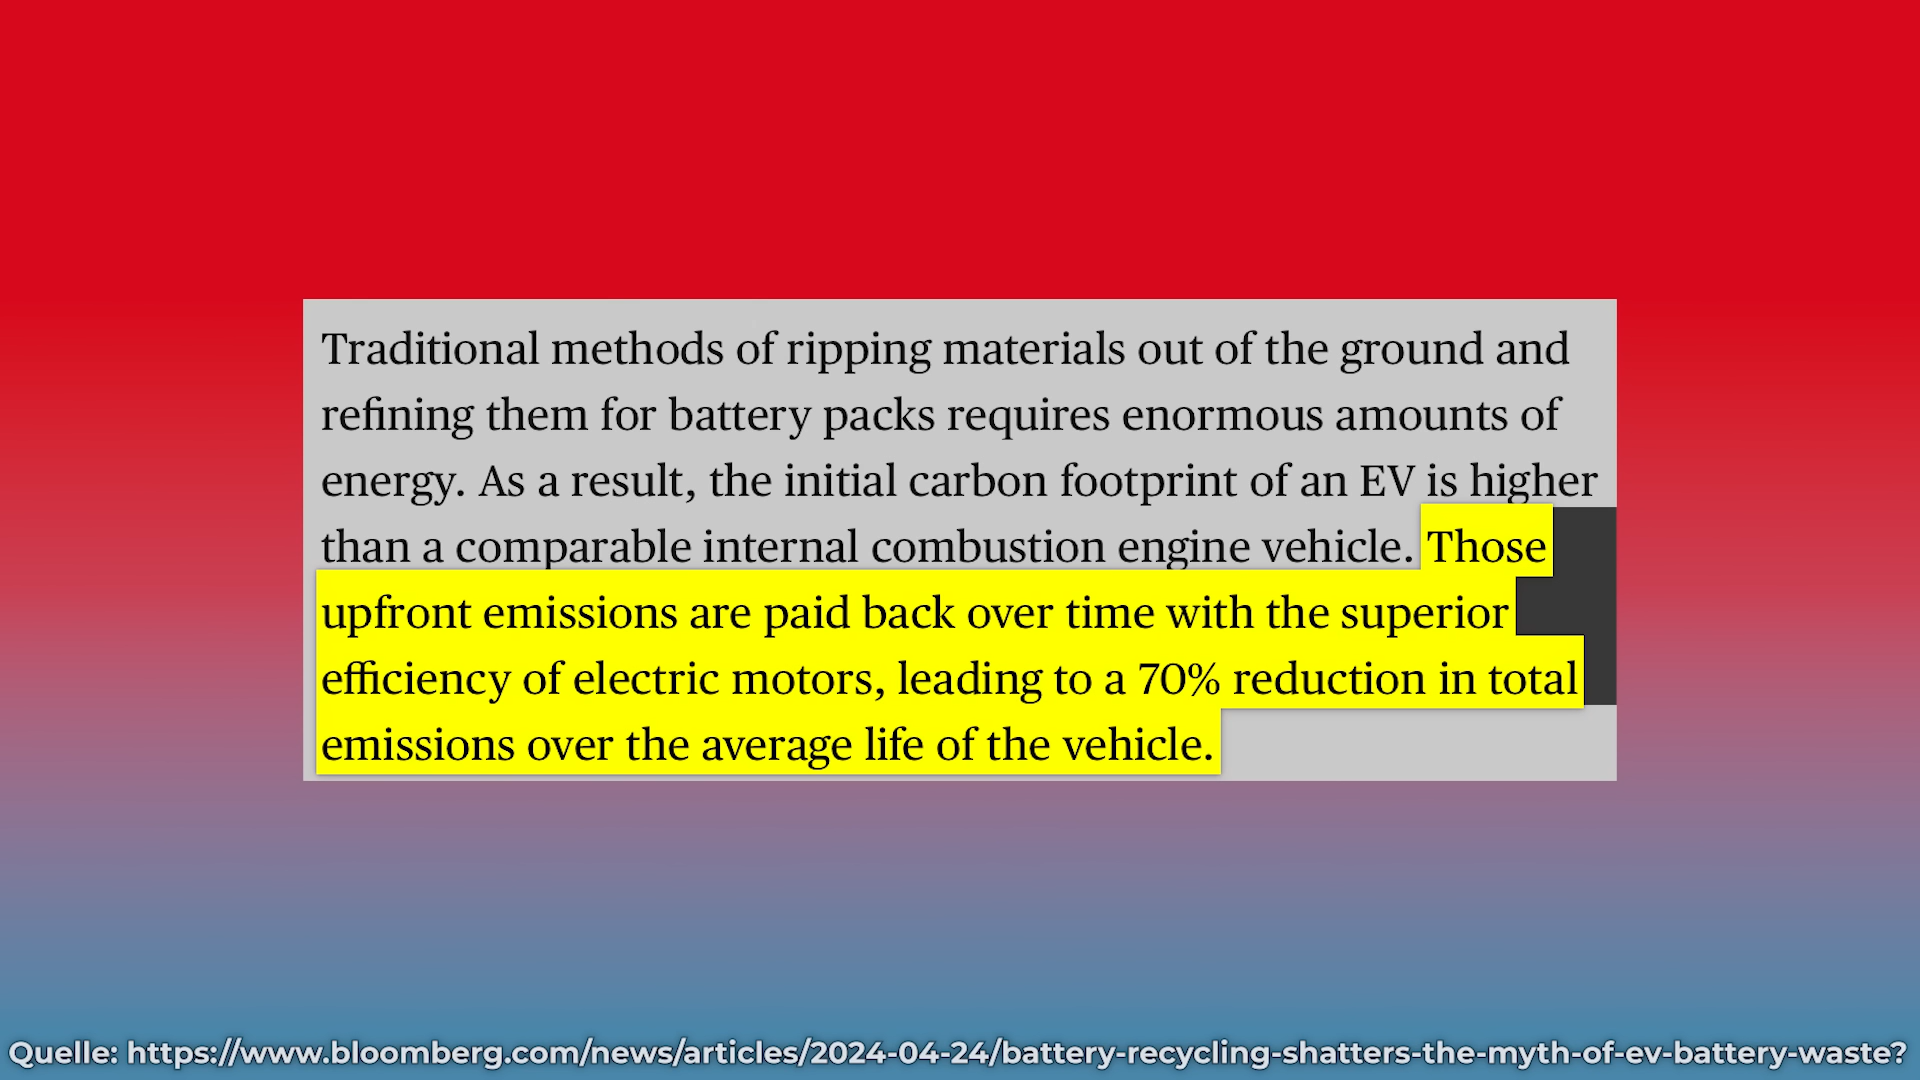 Traditional methods of ripping materials out of the ground and
refining them for battery packs requires enormous amounts of
energy. As a result, the initial carbon footprint of an EV is higher
than a comparable internal combustion engine vehicle. Those
upfront emissions are paid back over time with the superior
efficiency of electric motors, leading to a 70% reduction in total
emissions over the average life of the vehicle.
Quelle: https://www.bloomberg.com/news/articles/2024-04-24/battery-recycling-shatters-the-myth-of-ev-battery-waste?